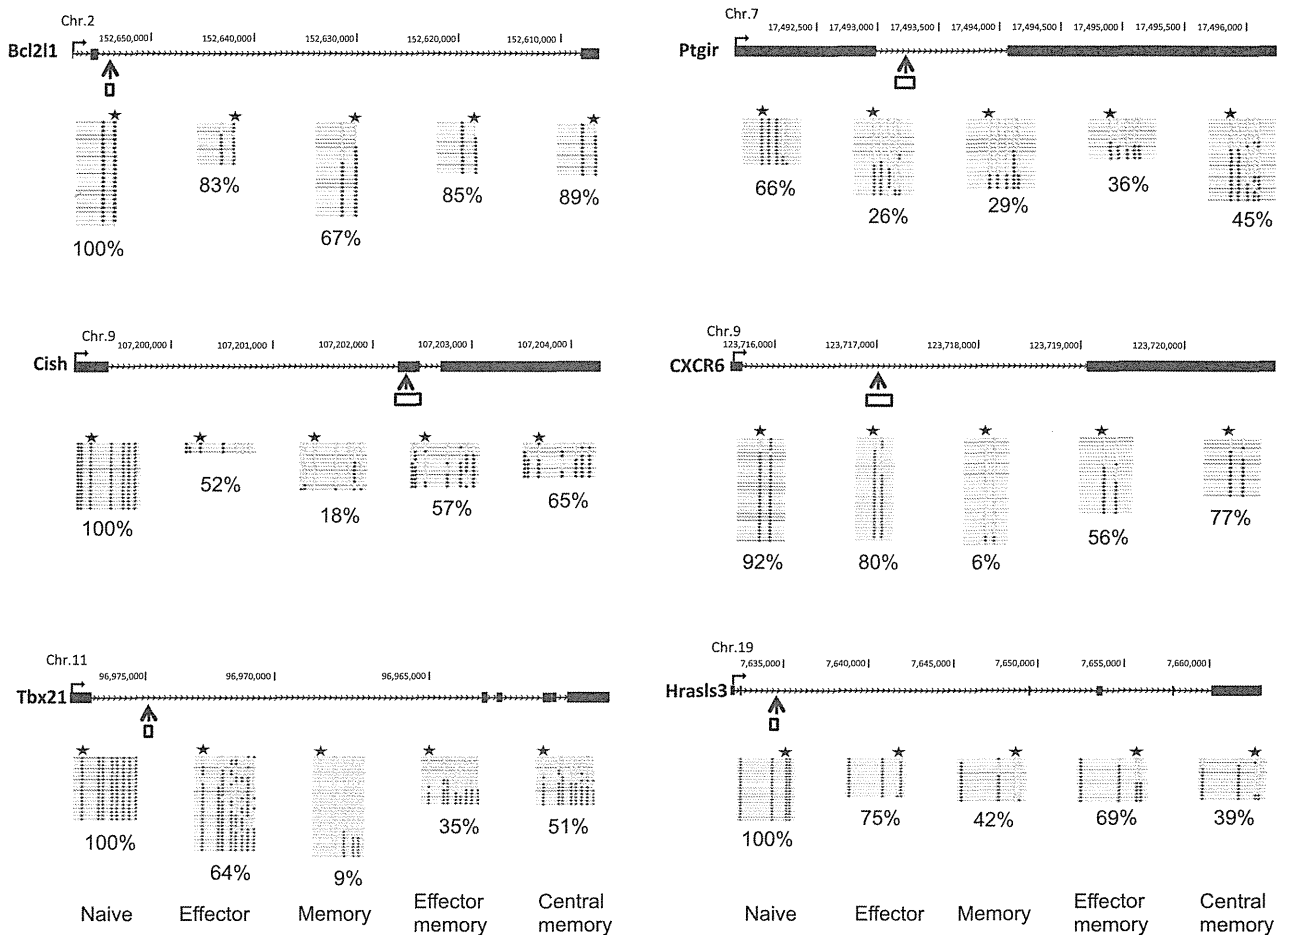 Chr.2
152,650,000 152,640,000 152,630,000 152,620,000 152,610,000
Bcl2l1
100% 83% 67% 85% 89%
Chr.7
17,492,500 17,493,000 17,493,500 17,494,000 17,494,500 17,495,000 17,495,500 17,496,000
Ptgir
66% 26% 29% 36% 45%
Chr.9
107,200,000 107,201,000 107,202,000 107,203,000 107,204,000
Cish
100% 52% 18% 57% 65%
Chr.9
123,716,000 123,717,000 123,718,000 123,719,000 123,720,000
CXCR6
92% 80% 6% 56% 77%
Chr.11
96,975,000 96,970,000 96,965,000
Tbx21
100% 64% 9% 35% 51%
Naive Effector Memory Effector memory Central memory
Chr.19
7,635,000 7,640,000 7,645,000 7,650,000 7,655,000 7,660,000
Hrasls3
100% 75% 42% 69% 39%
Naive Effector Memory Effector memory Central memory